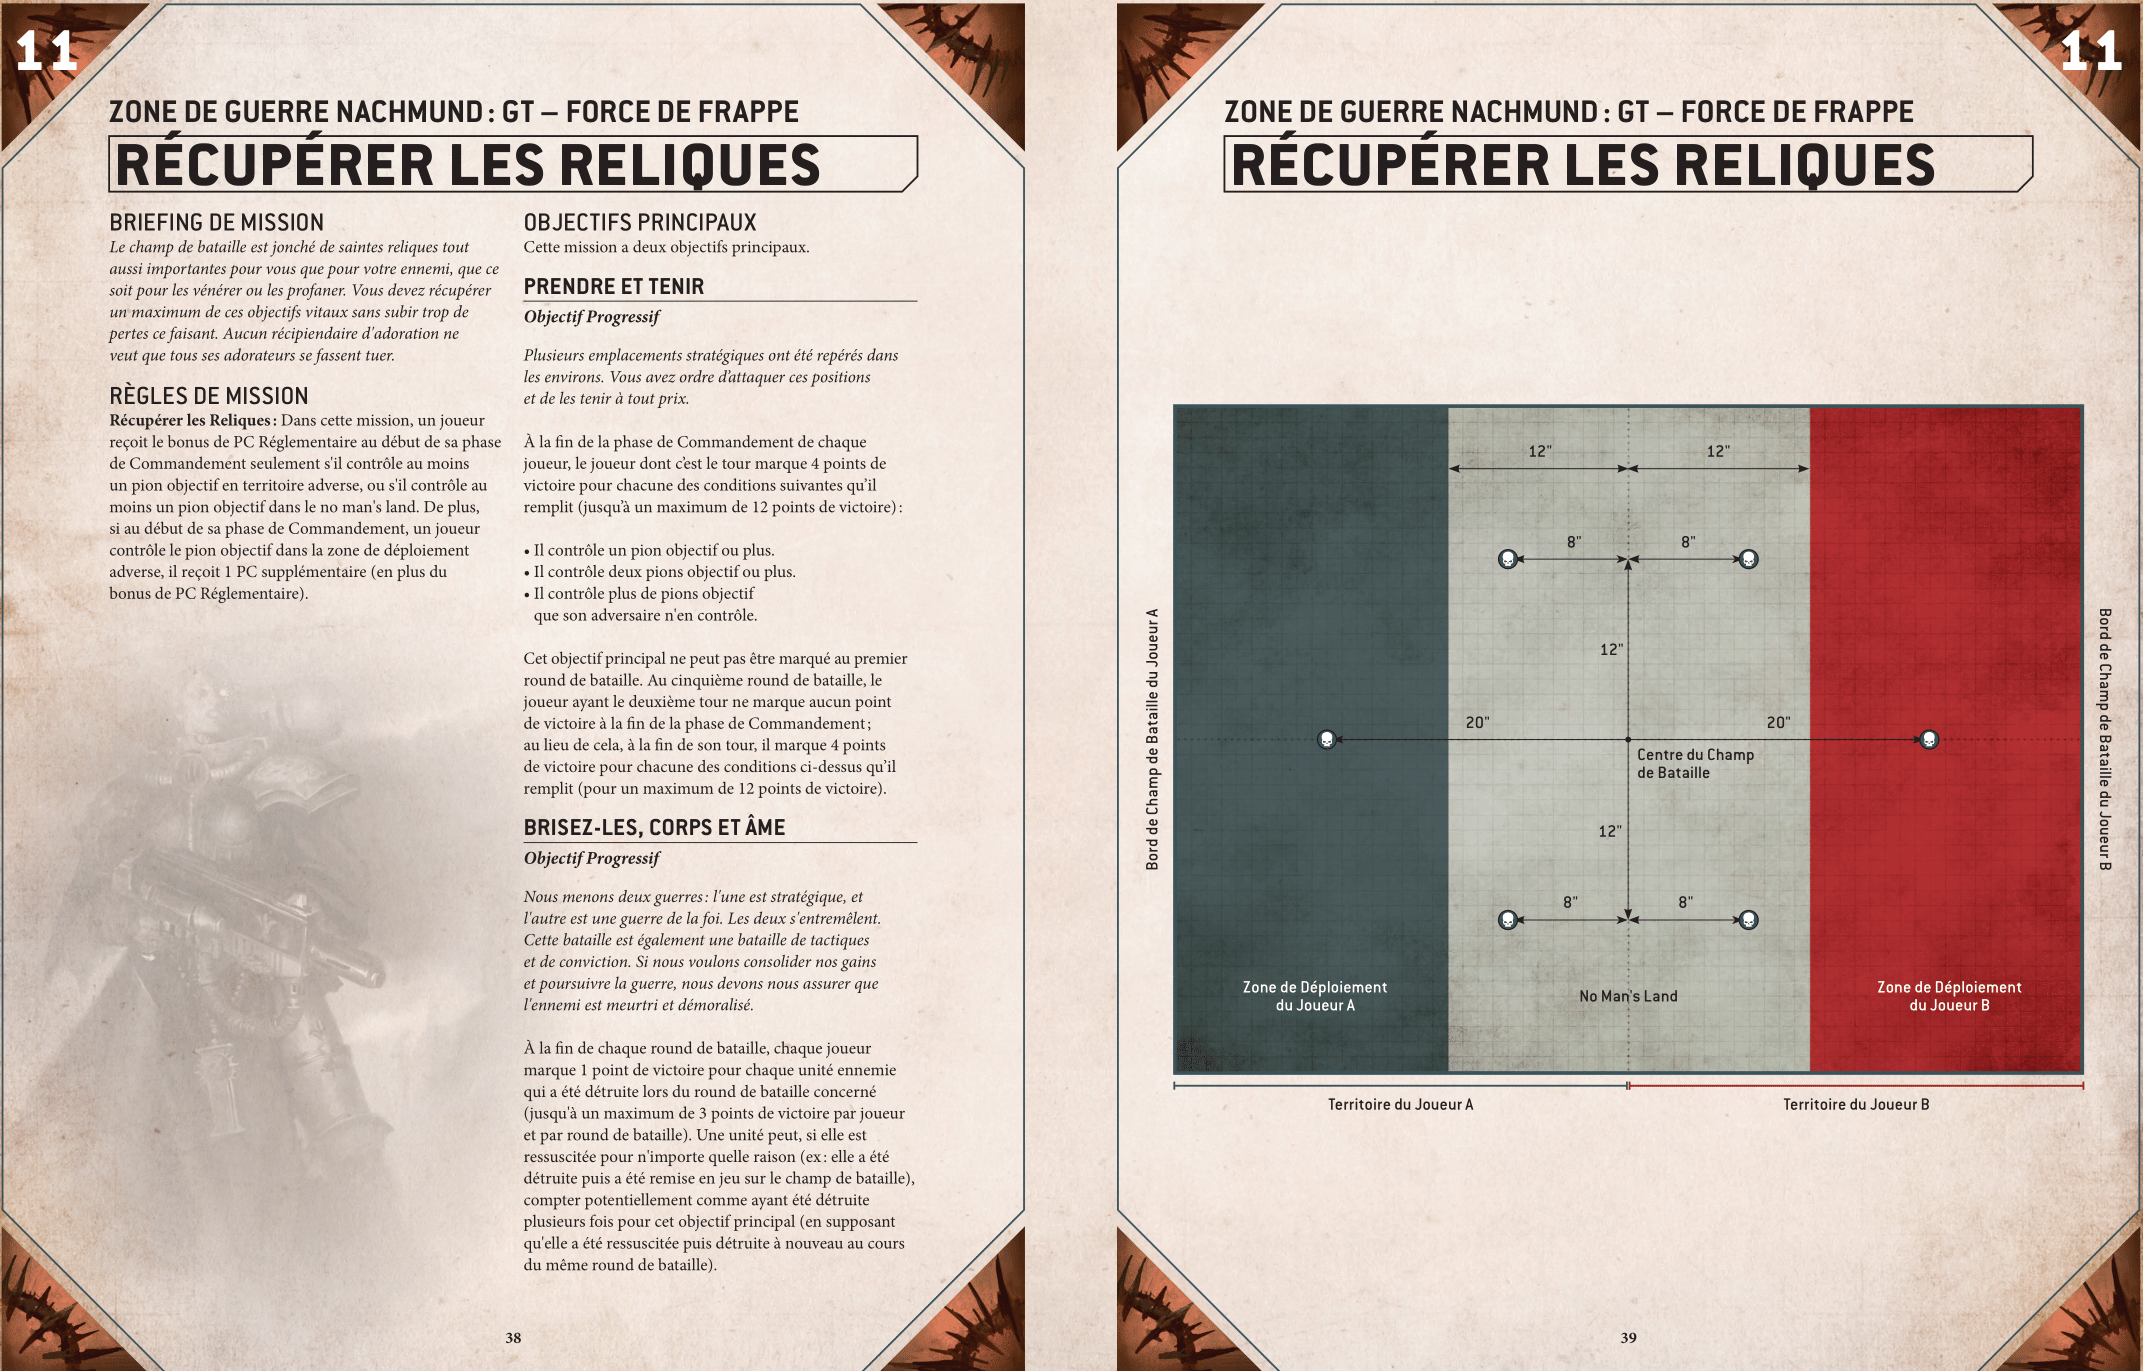 11
ZONE DE GUERRE NACHMUND : GT – FORCE DE FRAPPE
RÉCUPÉRER LES RELIQUES
BRIEFING DE MISSION
Le champ de bataille est jonché de saintes reliques tout
aussi importantes pour vous que pour votre ennemi, que ce
soit pour les vénérer ou les profaner. Vous devez récupérer
un maximum de ces objectifs vitaux sans subir trop de
pertes ce faisant. Aucun récipiendaire d'adoration ne
veut que tous ses adorateurs se fassent tuer.
RÈGLES DE MISSION
Récupérer les Reliques : Dans cette mission, un joueur
reçoit le bonus de PC Réglementaire au début de sa phase
de Commandement seulement s'il contrôle au moins
un pion objectif en territoire adverse, ou s'il contrôle au
moins un pion objectif dans le no man's land. De plus,
si au début de sa phase de Commandement, un joueur
contrôle le pion objectif dans la zone de déploiement
adverse, il reçoit 1 PC supplémentaire (en plus du
bonus de PC Réglementaire).
OBJECTIFS PRINCIPAUX
Cette mission a deux objectifs principaux.
PRENDRE ET TENIR
Objectif Progressif
Plusieurs emplacements stratégiques ont été repérés dans
les environs. Vous avez ordre d’attaquer ces positions
et de les tenir à tout prix.
À la fin de la phase de Commandement de chaque
joueur, le joueur dont c’est le tour marque 4 points de
victoire pour chacune des conditions suivantes qu’il
remplit (jusqu’à un maximum de 12 points de victoire) :
• Il contrôle un pion objectif ou plus.
• Il contrôle deux pions objectif ou plus.
• Il contrôle plus de pions objectif
que son adversaire n'en contrôle.
Cet objectif principal ne peut pas être marqué au premier
round de bataille. Au cinquième round de bataille, le
joueur ayant le deuxième tour ne marque aucun point
de victoire à la fin de la phase de Commandement ;
au lieu de cela, à la fin de son tour, il marque 4 points
de victoire pour chacune des conditions ci-dessus qu’il
remplit (pour un maximum de 12 points de victoire).
BRISEZ-LES, CORPS ET ÂME
Objectif Progressif
Nous menons deux guerres : l'une est stratégique, et
l'autre est une guerre de la foi. Les deux s'entremêlent.
Cette bataille est également une bataille de tactiques
et de conviction. Si nous voulons consolider nos gains
et poursuivre la guerre, nous devons nous assurer que
l'ennemi est meurtri et démoralisé.
À la fin de chaque round de bataille, chaque joueur
marque 1 point de victoire pour chaque unité ennemie
qui a été détruite lors du round de bataille concerné
(jusqu'à un maximum de 3 points de victoire par joueur
et par round de bataille). Une unité peut, si elle est
ressuscitée pour n'importe quelle raison (ex : elle a été
détruite puis a été remise en jeu sur le champ de bataille),
compter potentiellement comme ayant été détruite
plusieurs fois pour cet objectif principal (en supposant
qu'elle a été ressuscitée puis détruite à nouveau au cours
du même round de bataille).
38
11
ZONE DE GUERRE NACHMUND : GT – FORCE DE FRAPPE
RÉCUPÉRER LES RELIQUES
12" 12"
8" 8"
12"
20" 20"
Centre du Champ
de Bataille
12"
8" 8"
Bord de Champ de Bataille du Joueur A
Bord de Champ de Bataille du Joueur B
Zone de Déploiement
du Joueur A
No Man's Land
Zone de Déploiement
du Joueur B
Territoire du Joueur A
Territoire du Joueur B
39